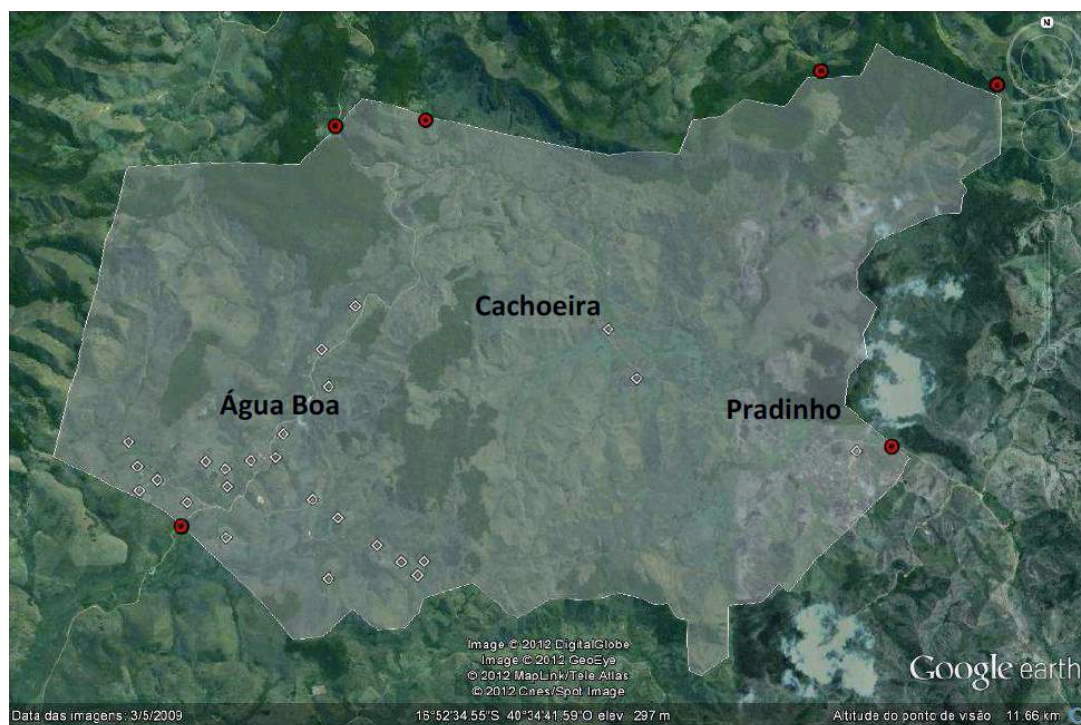 N
Cachoeira
Água Boa
Pradinho
Image © 2012 DigitalGlobe
Image © 2012 GeoEye
© 2012 MapLink/Tele Atlas
© 2012 Cnes/Spot Image
Google earth
Data das imagens: 3/5/2009 16°52'34.55"S 40°34'41.59"O elev 297 m Altitude do ponto de visão 11.66 km